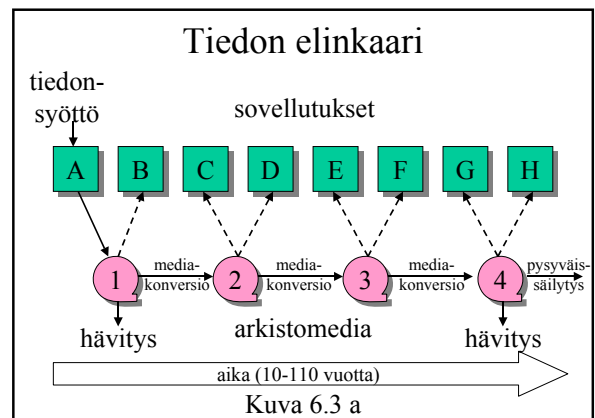 Tiedon elinkaari
tiedon-
syöttö
sovellutukset
A B C D E F G H
1 media- 2 media- 3 media- 4 pysyväis-
konversio konversio konversio säilytys
hävitys arkistomedia hävitys
aika (10-110 vuotta)
Kuva 6.3 a